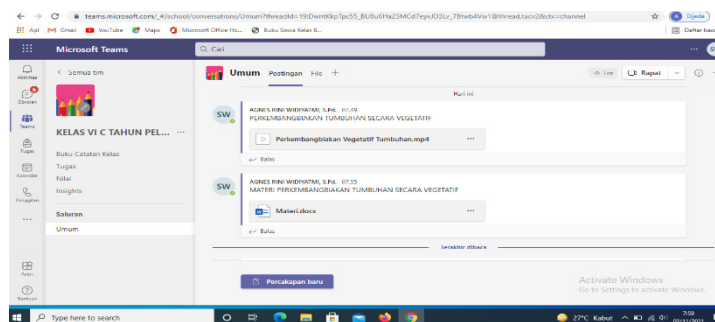 teams.microsoft.com/_#/school/conversations/Umum?threadId=19:DwntKkp7pc55_BU6u6Ha23MCd7eyvJD3Lv_7Btwb4Vw1@thread.tacv2&ctx=channel
Dijeda
Apl
Gmail
YouTube
Maps
Microsoft Office Ho...
Buku Siswa Kelas 6...
Daftar baca
Microsoft Teams
Cari
Aktivitas
Obrolan
Teams
Tugas
Kalender
Panggilan
Bantuan
Semua tim
KELAS VI C TAHUN PEL...
Buku Catatan Kelas
Tugas
Nilai
Insights
Saluran
Umum
Umum
Postingan
File
Tim
Rapat
Hari ini
SW
AGNES RINI WIDIYATMI, S.Pd. 07.49
PERKEMBANGBIAKAN TUMBUHAN SECARA VEGETATIF
Perkembangbiakan Vegetatif Tumbuhan.mp4
Balas
SW
AGNES RINI WIDIYATMI, S.Pd. 07.55
MATERI PERKEMBANGBIAKAN TUMBUHAN SECARA VEGETATIF
Materi.docx
Balas
Terakhir dibaca
Percakapan baru
Activate Windows
Go to Settings to activate Windows.
Type here to search
27°C Kabut
7:59